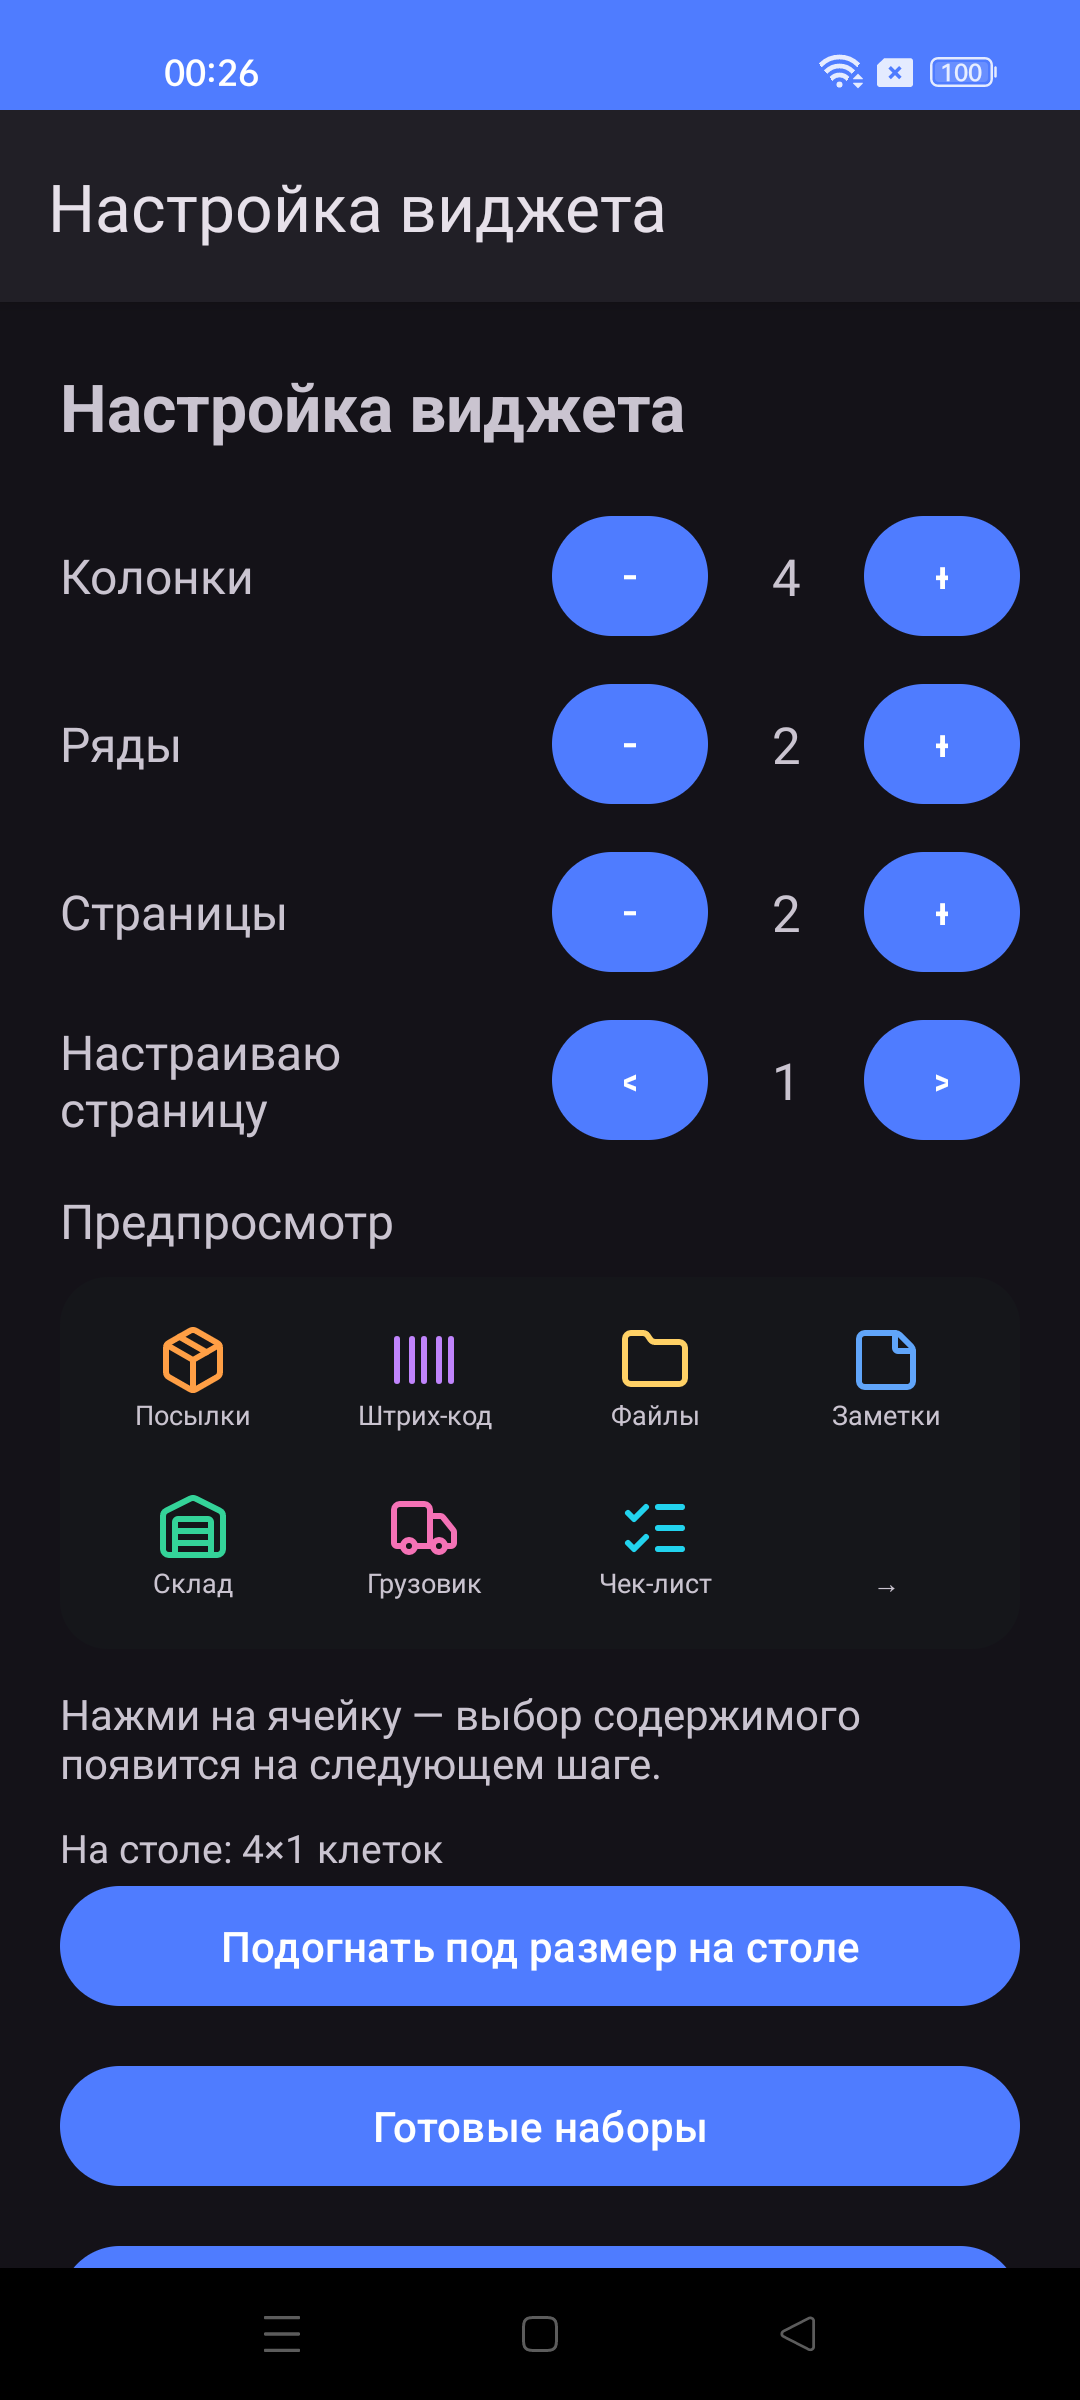 00:26
100
Настройка виджета
Настройка виджета
Колонки - 4 +
Ряды - 2 +
Страницы - 2 +
Настраиваю
страницу
< 1 >
Предпросмотр
Посылки Штрих-код Файлы Заметки
Склад Грузовик Чек-лист →
Нажми на ячейку — выбор содержимого
появится на следующем шаге.
На столе: 4×1 клеток
Подогнать под размер на столе
Готовые наборы